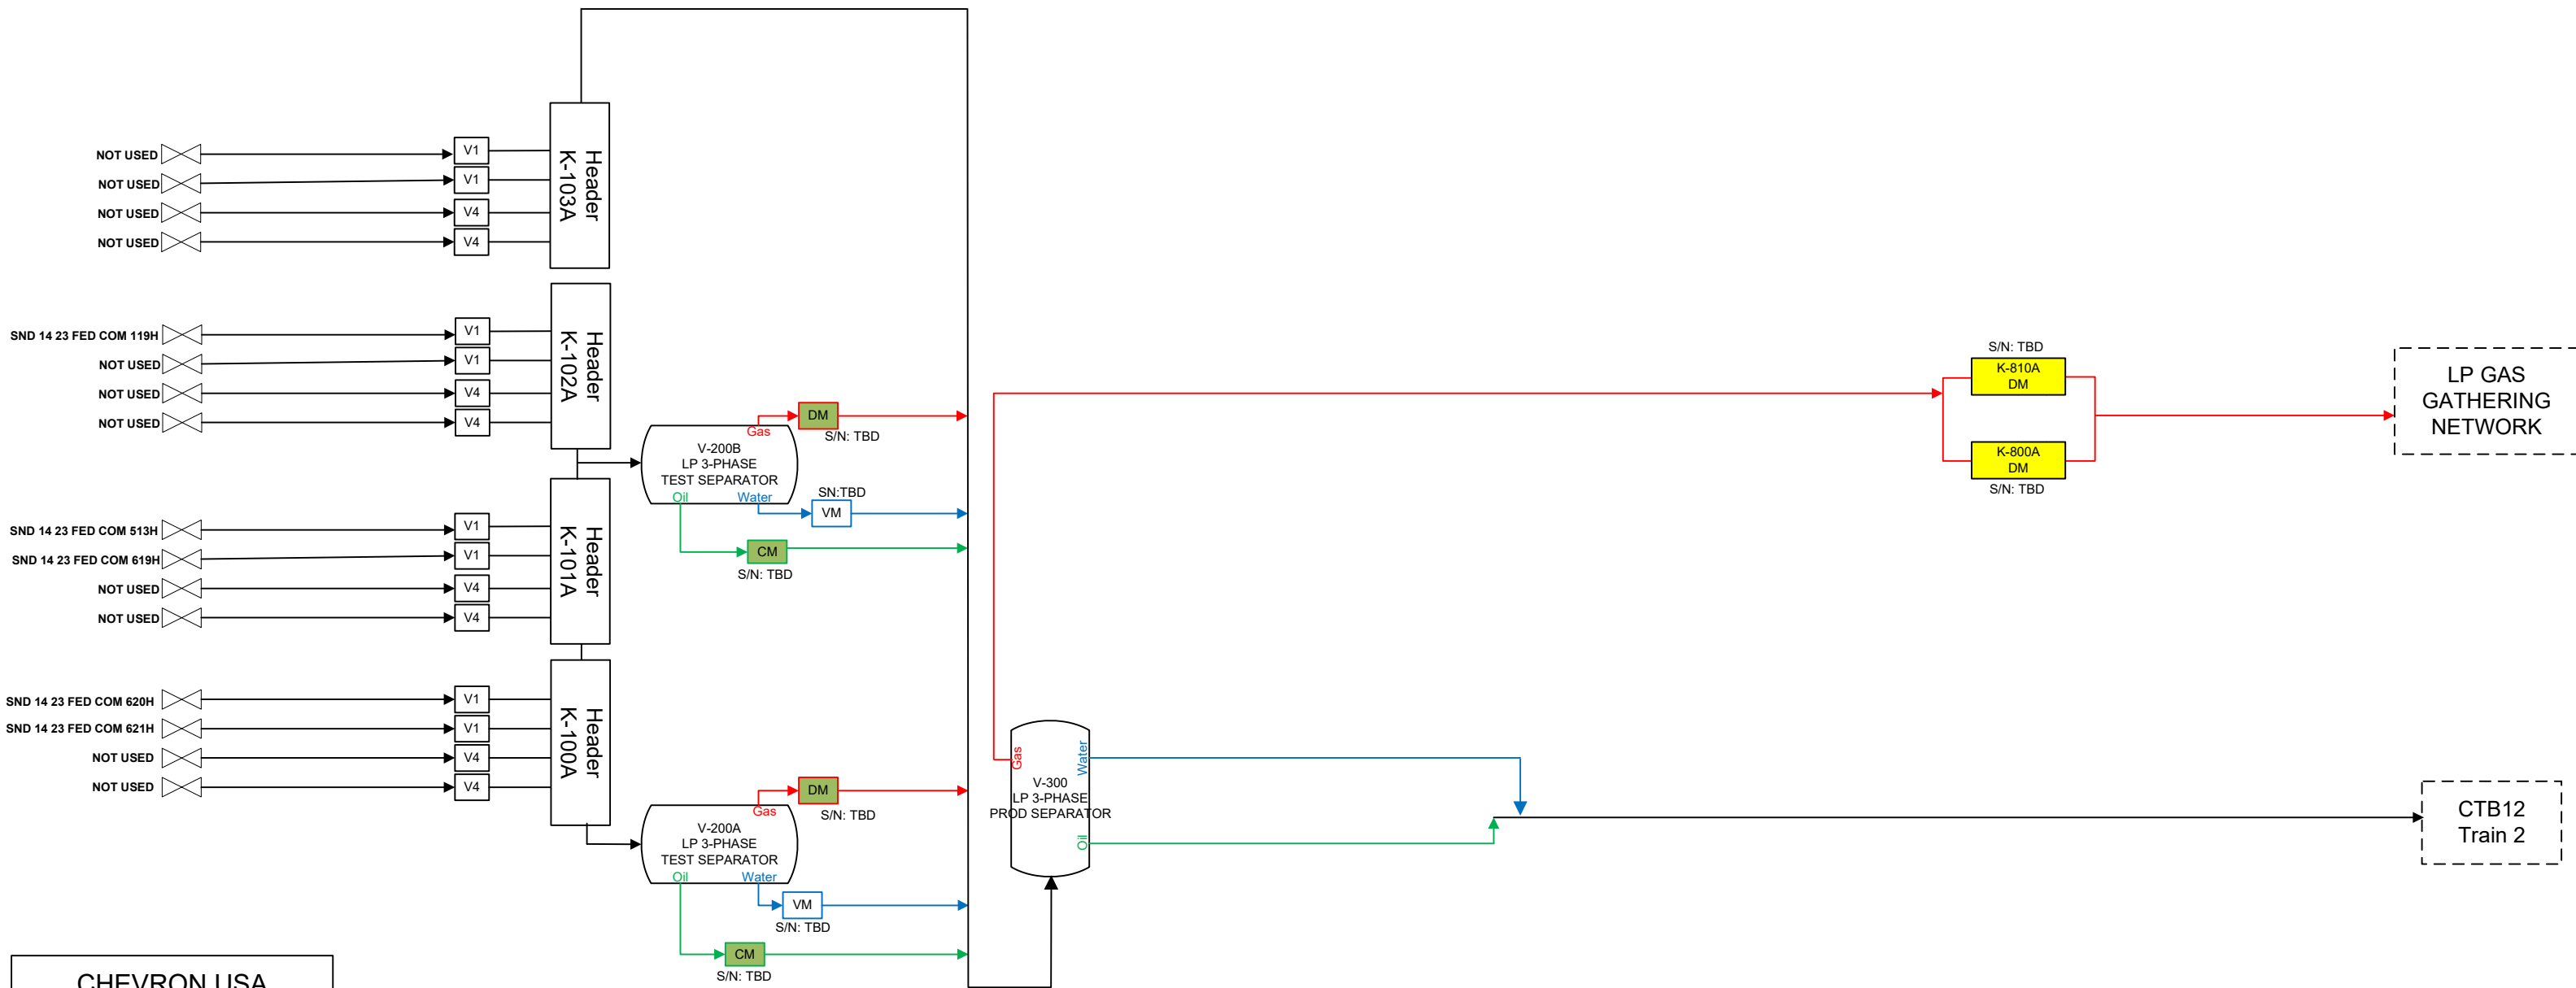 NOT USED
V1
NOT USED
V1
NOT USED
V4
NOT USED
V4
Header
K-103A
SND 14 23 FED COM 119H
V1
NOT USED
V1
NOT USED
V4
NOT USED
V4
Header
K-102A
SND 14 23 FED COM 513H
V1
SND 14 23 FED COM 619H
V1
NOT USED
V4
NOT USED
V4
Header
K-101A
SND 14 23 FED COM 620H
V1
SND 14 23 FED COM 621H
V1
NOT USED
V4
NOT USED
V4
Header
K-100A
Gas
DM
S/N: TBD
V-200B
LP 3-PHASE
TEST SEPARATOR
Oil
Water
SN:TBD
VM
CM
S/N: TBD
Gas
DM
S/N: TBD
V-200A
LP 3-PHASE
TEST SEPARATOR
Oil
Water
VM
S/N: TBD
CM
S/N: TBD
Gas
Water
V-300
LP 3-PHASE
PROD SEPARATOR
Oil
S/N: TBD
K-810A
DM
K-800A
DM
S/N: TBD
LP GAS
GATHERING
NETWORK
CTB12
Train 2
CHEVRON USA